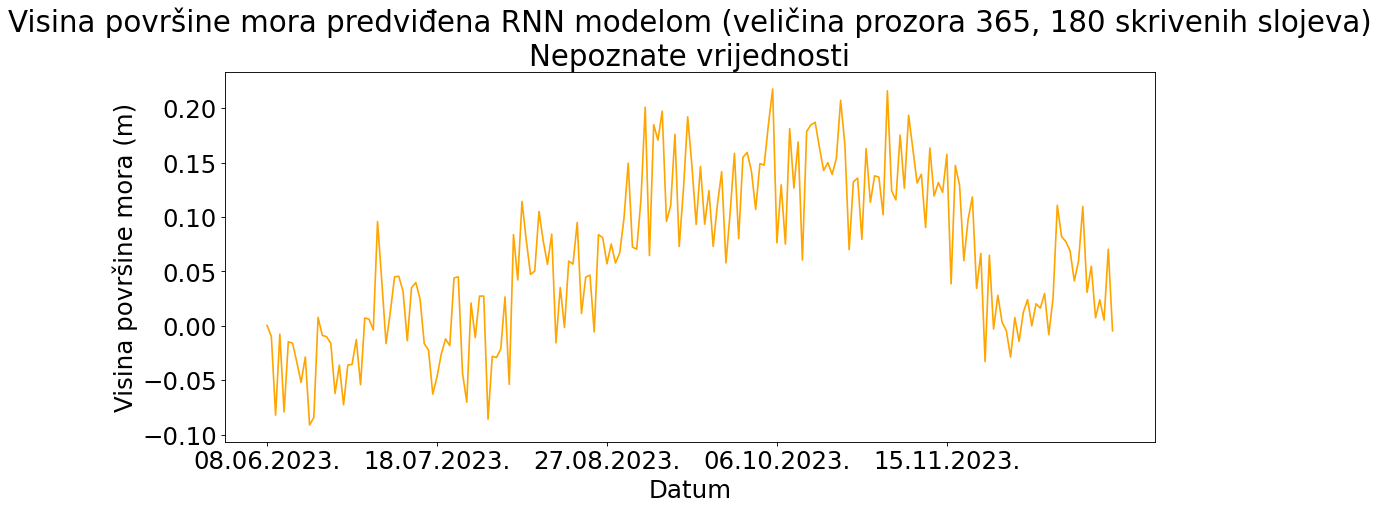 Visina površine mora predviđena RNN modelom (veličina prozora 365, 180 skrivenih slojeva)
Nepoznate vrijednosti
Visina površine mora (m)
0.20
0.15
0.10
0.05
0.00
−0.05
−0.10
08.06.2023. 18.07.2023. 27.08.2023. 06.10.2023. 15.11.2023.
Datum